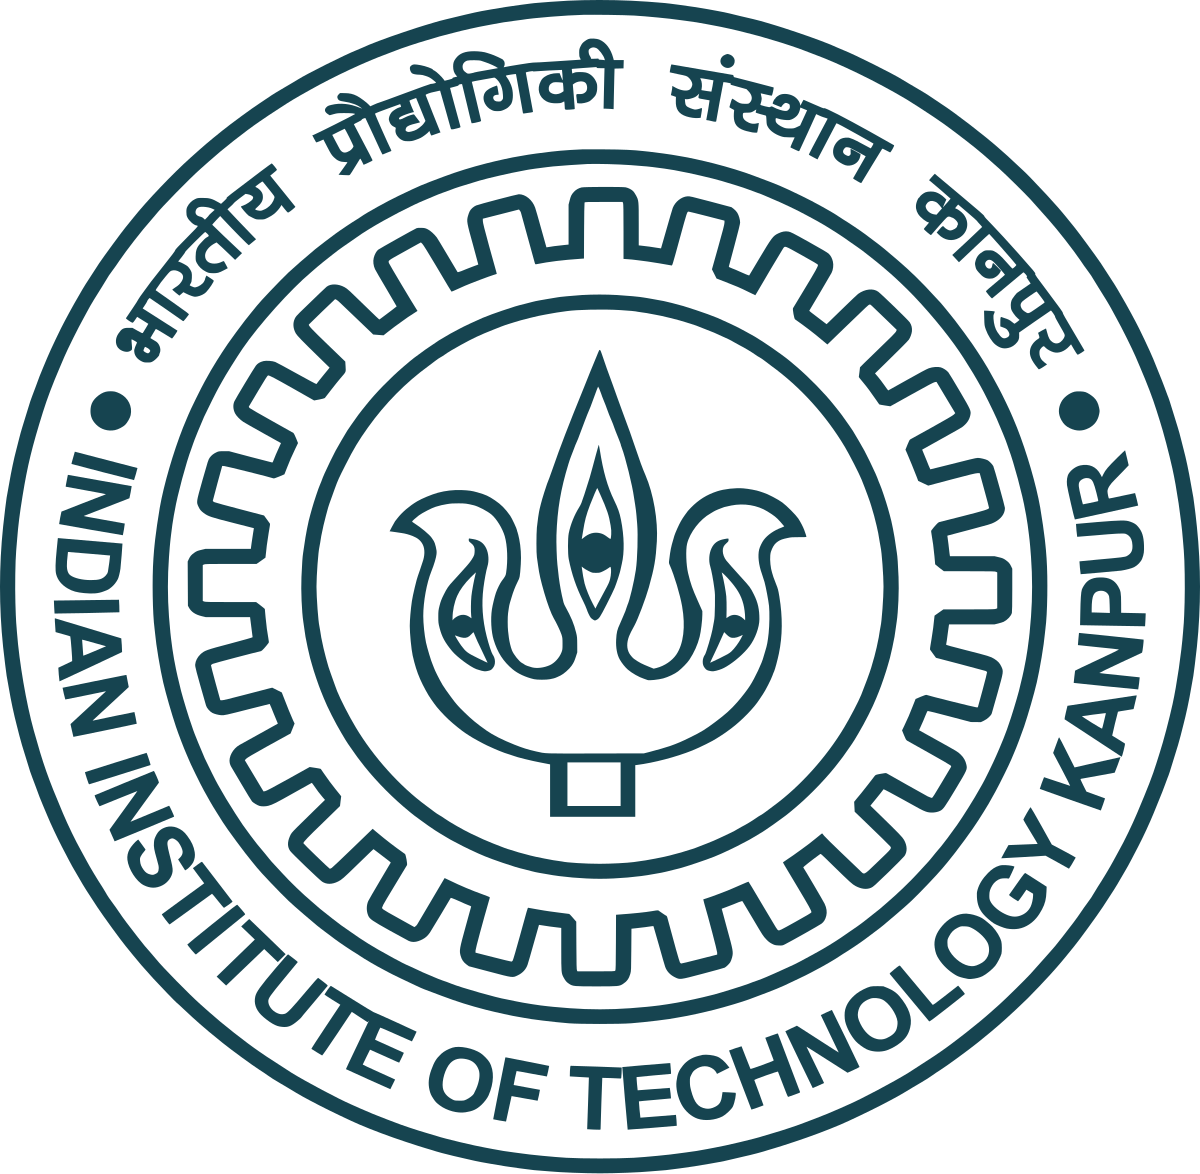 भारतीय प्रौद्योगिकी संस्थान कानपुर
INDIAN INSTITUTE OF TECHNOLOGY KANPUR